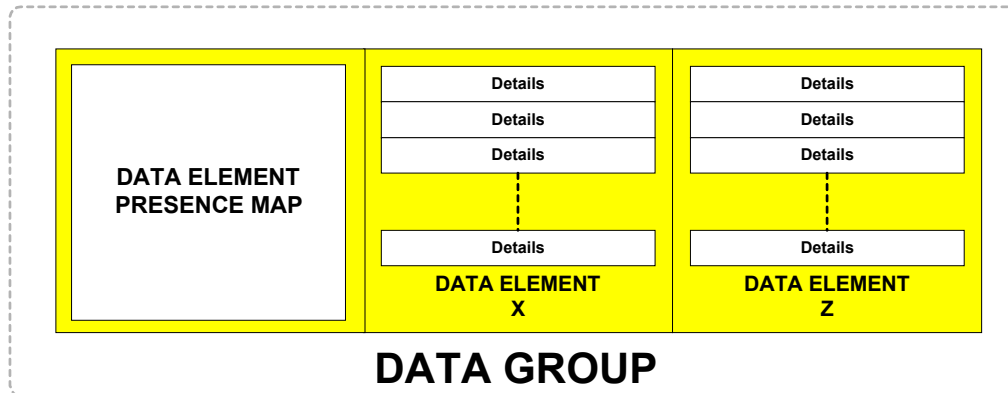 DATA ELEMENT
PRESENCE MAP
Details
Details
Details
Details
DATA ELEMENT
X
Details
Details
Details
Details
DATA ELEMENT
Z
DATA GROUP